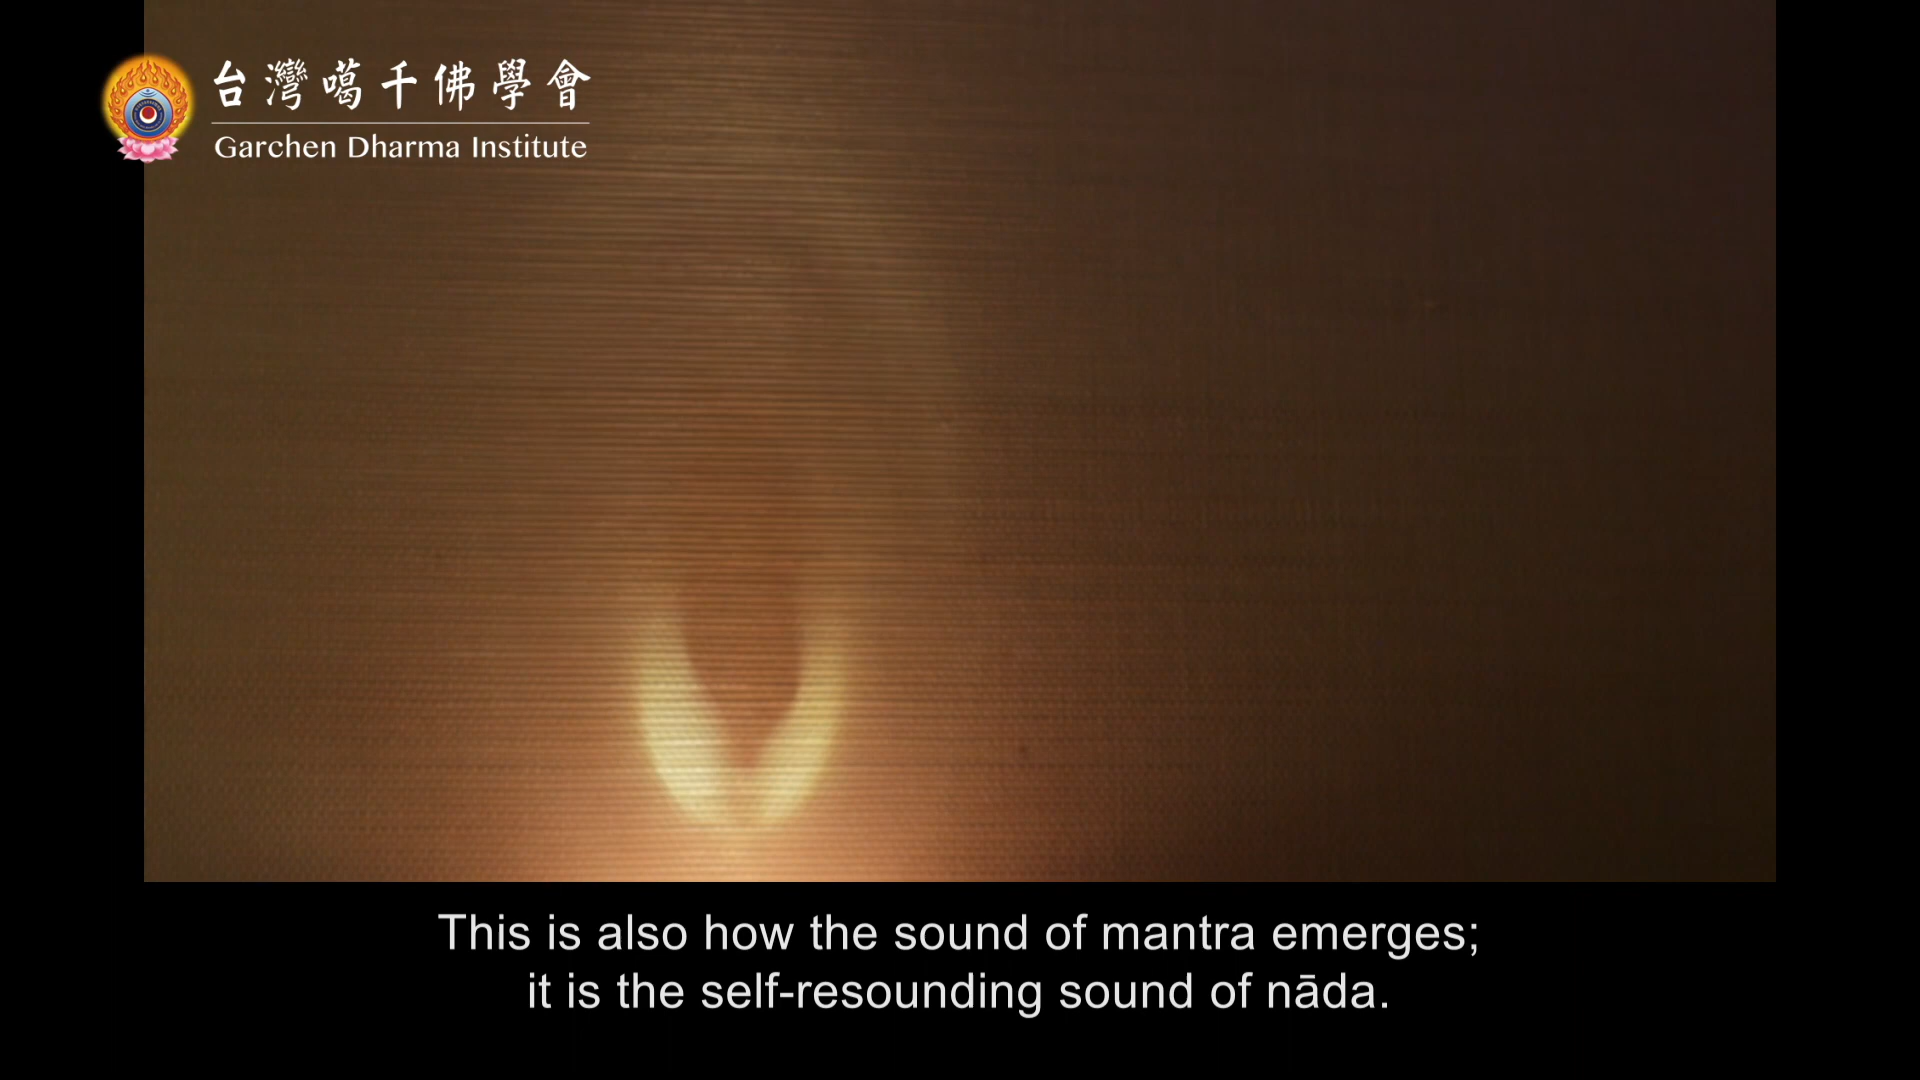 台灣噶千佛學會
Garchen Dharma Institute
This is also how the sound of mantra emerges;
it is the self-resounding sound of nāda.